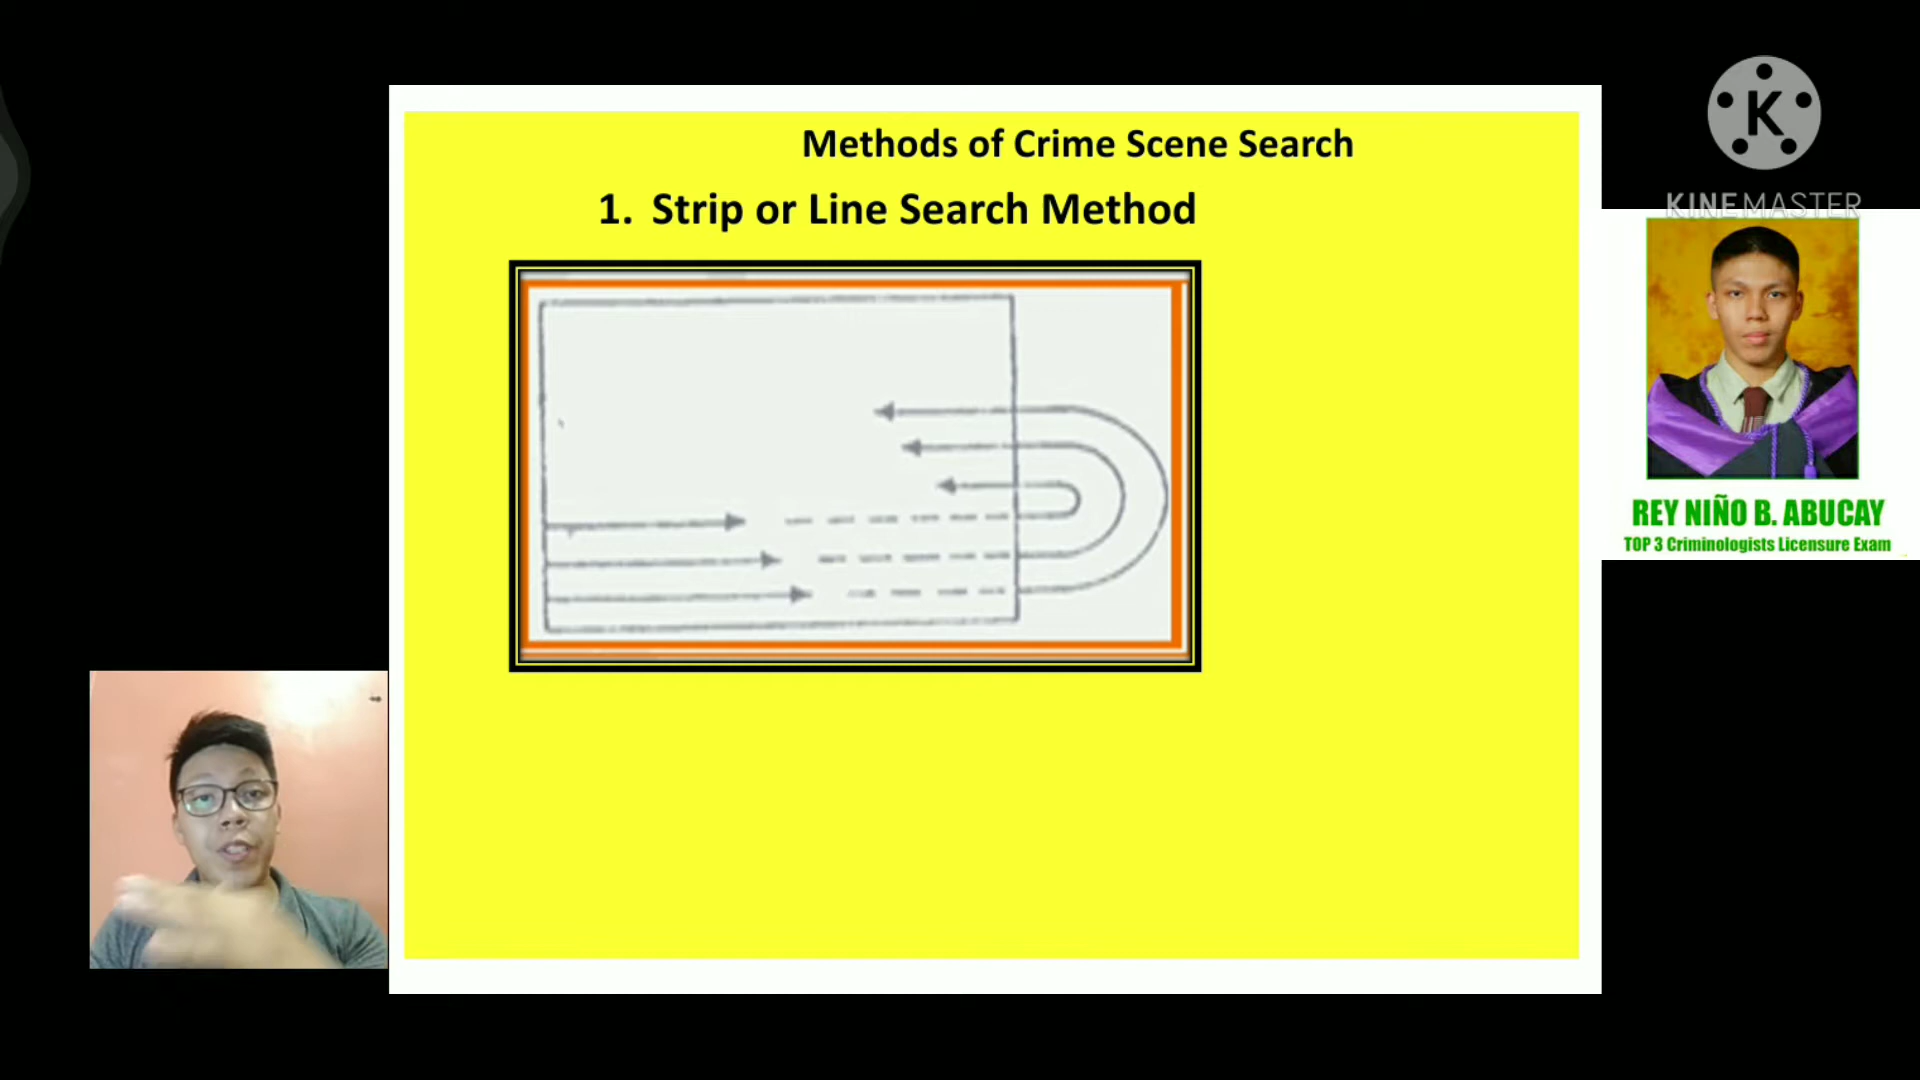 Methods of Crime Scene Search
1. Strip or Line Search Method
K
KINEMASTER
REY NIÑO B. ABUCAY
TOP 3 Criminologists Licensure Exam